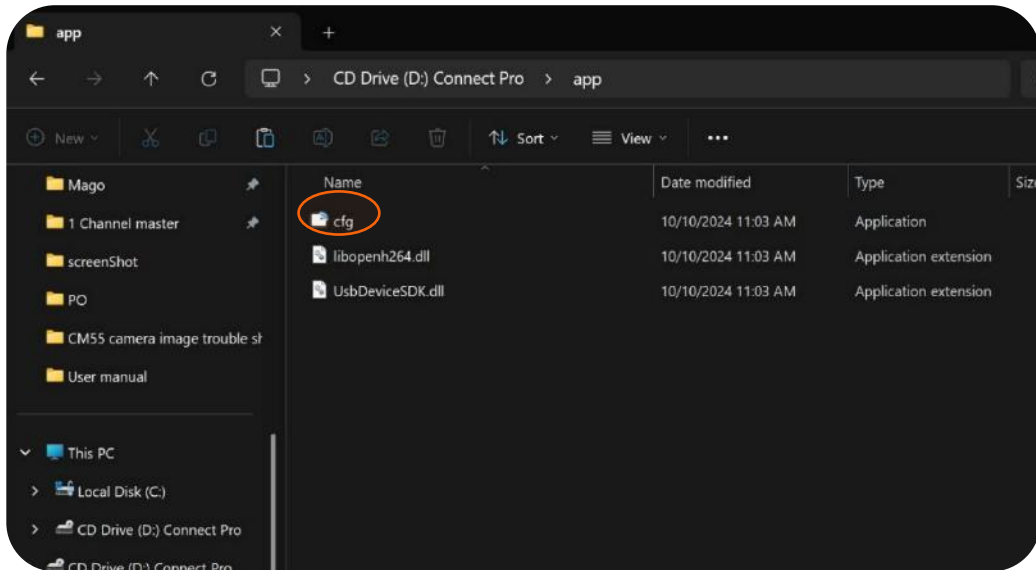 app
CD Drive (D:) Connect Pro > app
New
Sort
View
Mago
1 Channel master
screenShot
PO
CM55 camera image trouble sh
User manual
This PC
Local Disk (C:)
CD Drive (D:) Connect Pro
CD Drive (D:) Connect Pro
Name Date modified Type Size
cfg 10/10/2024 11:03 AM Application
libopenh264.dll 10/10/2024 11:03 AM Application extension
UsbDeviceSDK.dll 10/10/2024 11:03 AM Application extension